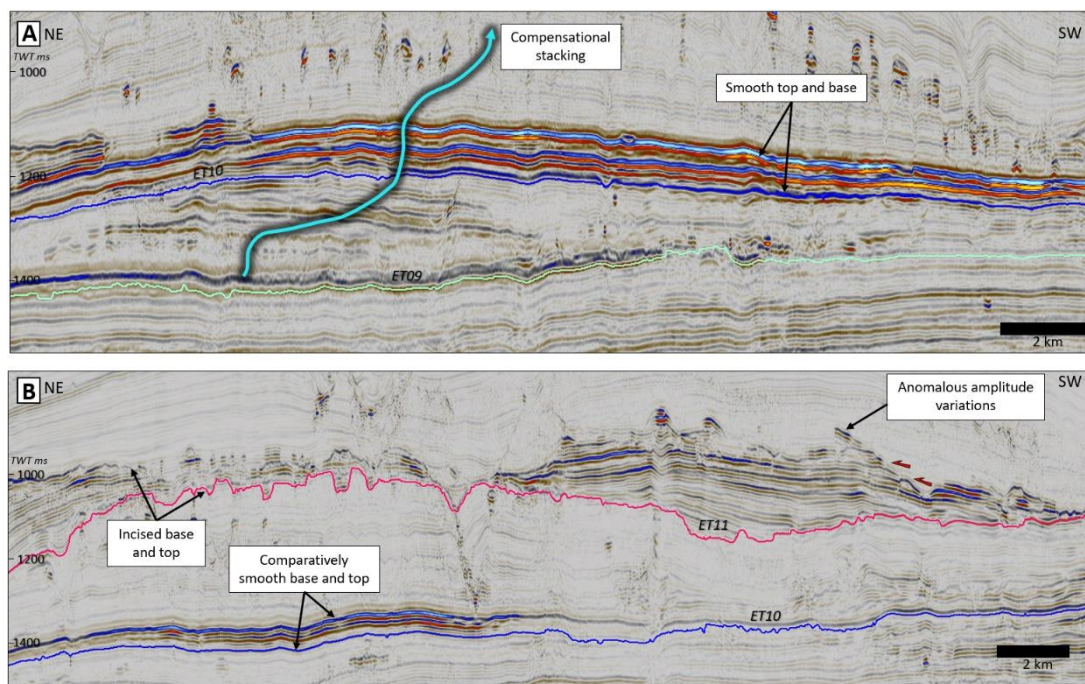 A
NE
SW
TWT ms
1000
1200
1400
Compensational
stacking
Smooth top and base
ET10
ET09
2 km
B
NE
SW
TWT ms
1000
1200
1400
Anomalous amplitude
variations
Incised base
and top
Comparatively
smooth base and top
ET11
ET10
2 km